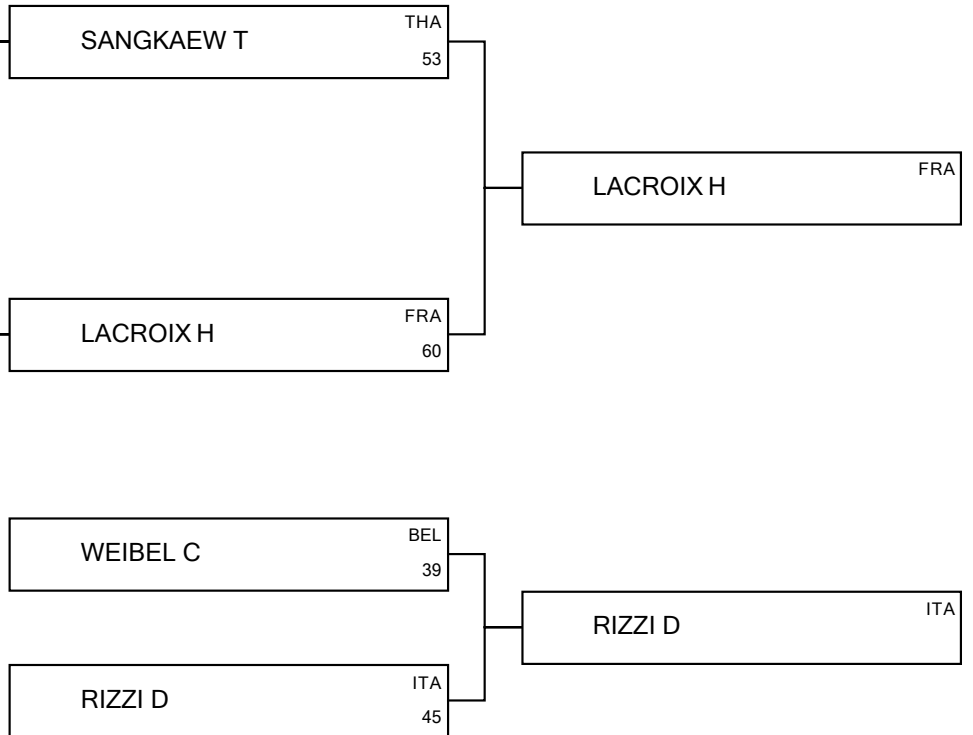 SANGKAEW T
THA
53
LACROIX H
FRA
LACROIX H
FRA
60
WEIBEL C
BEL
39
RIZZI D
ITA
RIZZI D
ITA
45